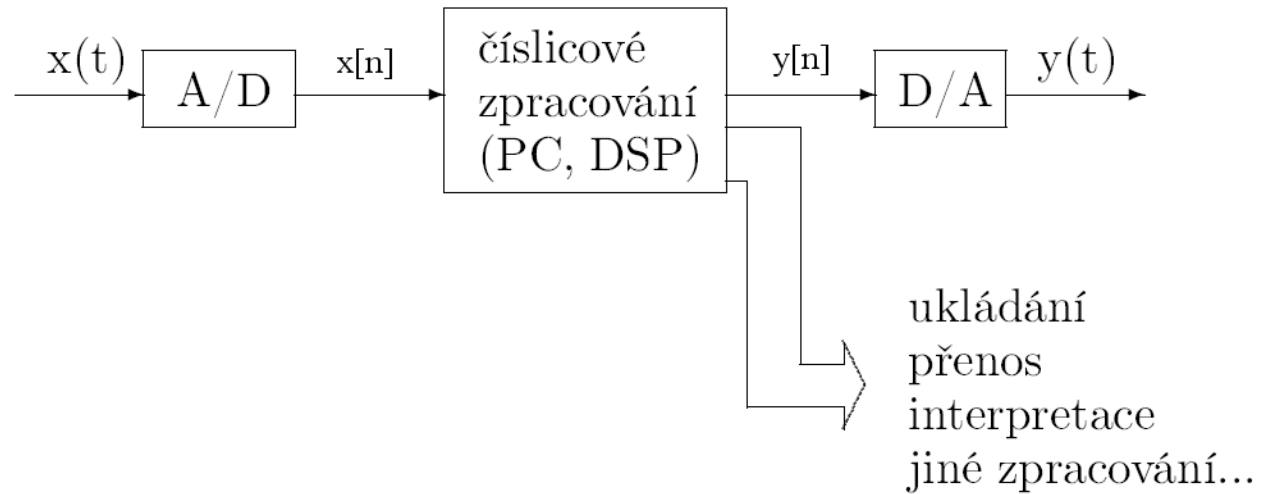 x(t)
A/D
x[n]
číslicové
zpracování
(PC, DSP)
y[n]
D/A
y(t)
ukládání
přenos
interpretace
jiné zpracování...